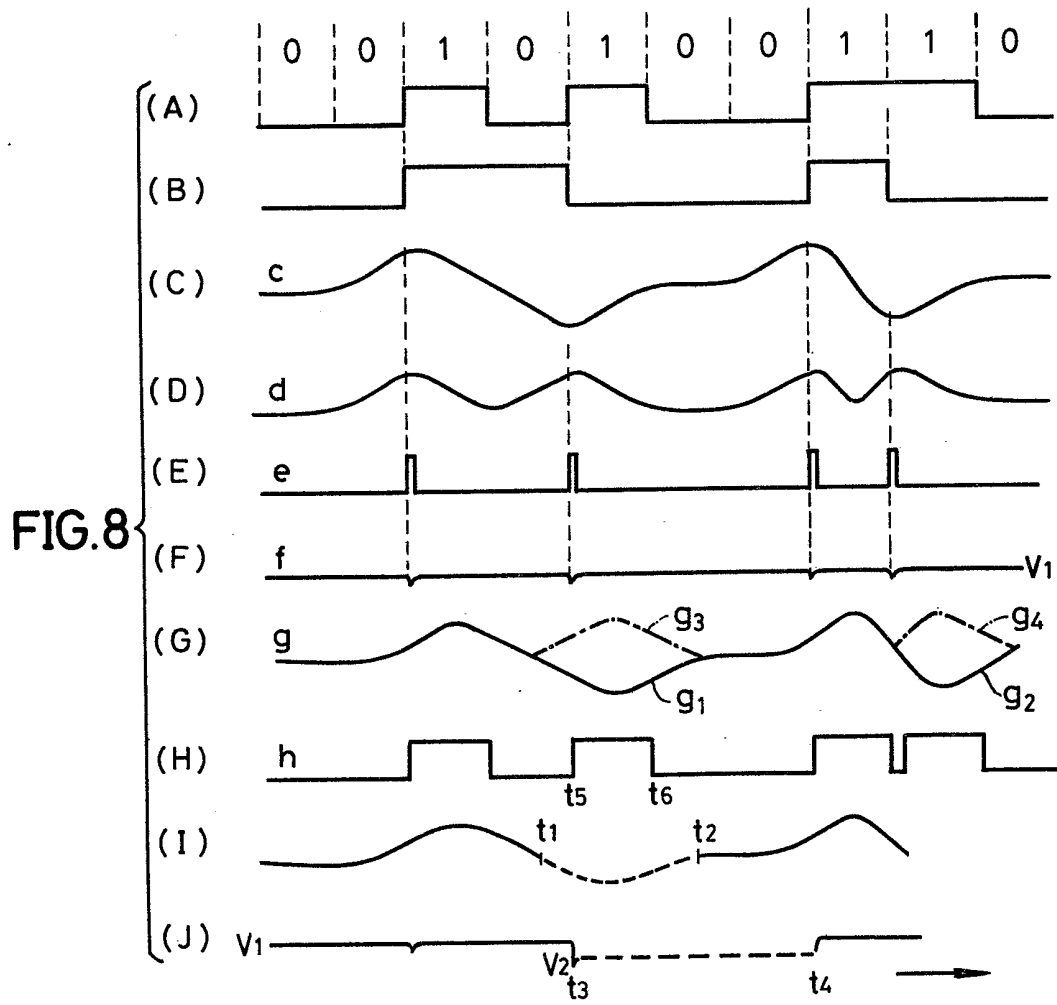 0 0 1 0 1 0 0 1 1 0
(A)
(B)
(C) c
(D) d
(E) e
FIG.8
(F) f V1
(G) g g3 g4
g1 g2
(H) h
t5 t6
(I) t1 t2
(J) V1
V2
t3 t4